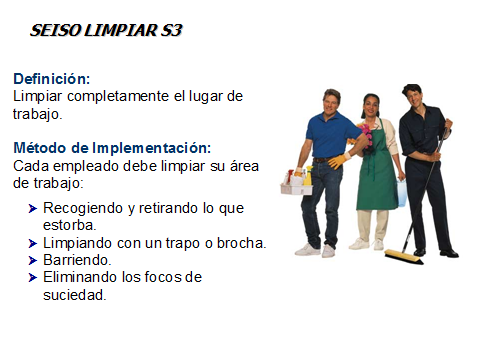 SEISO LIMPIAR S3
Definición:
Limpiar completamente el lugar de
trabajo.
Método de Implementación:
Cada empleado debe limpiar su área
de trabajo:
Recogiendo y retirando lo que
estorba.
Limpiando con un trapo o brocha.
Barriendo.
Eliminando los focos de
suciedad.